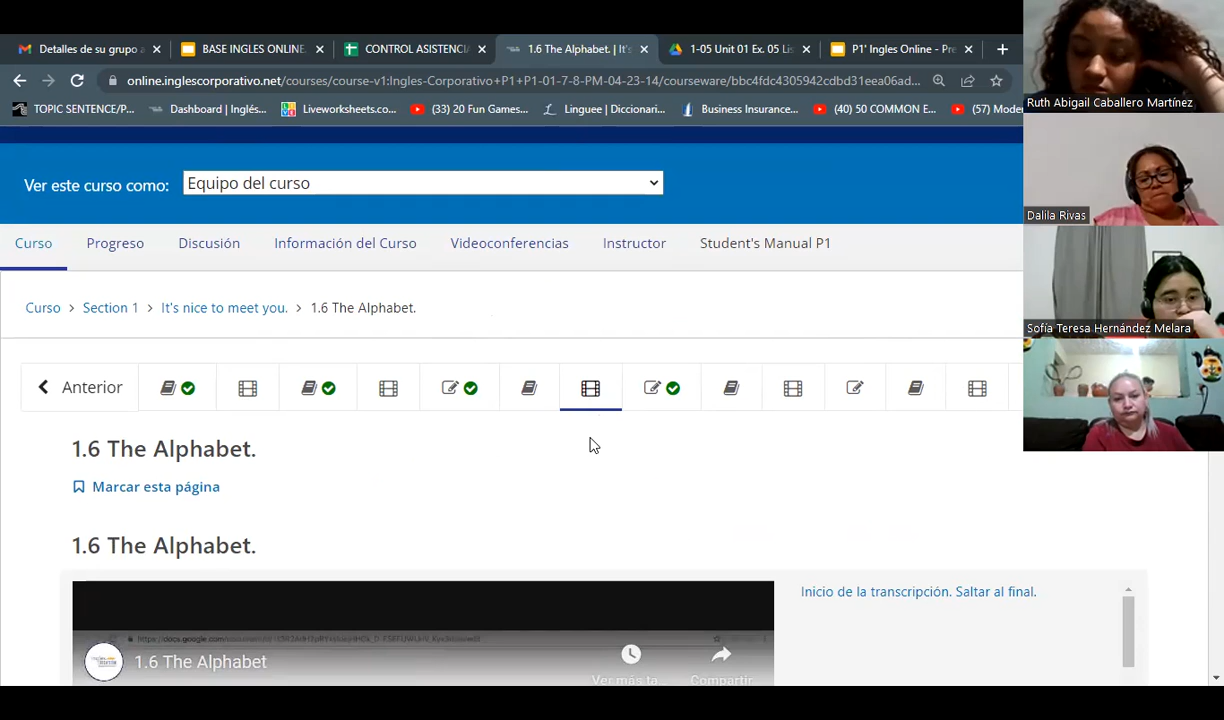 Detalles de su grupo a
BASE INGLES ONLINE.
CONTROL ASISTENCIA
1.6 The Alphabet. | It's
1-05 Unit 01 Ex. 05 Lis
P1' Ingles Online - Pre
online.inglescorporativo.net/courses/course-v1:Ingles-Corporativo+P1+P1-01-7-8-PM-04-23-14/courseware/bbc4fdc4305942cdbd31eea06ad...
TOPIC SENTENCE/P...
Dashboard | Inglés...
Liveworksheets.co...
(33) 20 Fun Games...
Linguee | Diccionari...
Business Insurance...
(40) 50 COMMON E...
(57) Moder
Ruth Abigail Caballero Martínez
Dalila Rivas
Sofía Teresa Hernández Melara
Ver este curso como:
Equipo del curso
Curso
Progreso
Discusión
Información del Curso
Videoconferencias
Instructor
Student's Manual P1
Curso > Section 1 > It's nice to meet you. > 1.6 The Alphabet.
Anterior
1.6 The Alphabet.
Marcar esta página
1.6 The Alphabet.
Inicio de la transcripción. Saltar al final.
1.6 The Alphabet
Ver más ta...
Compartir